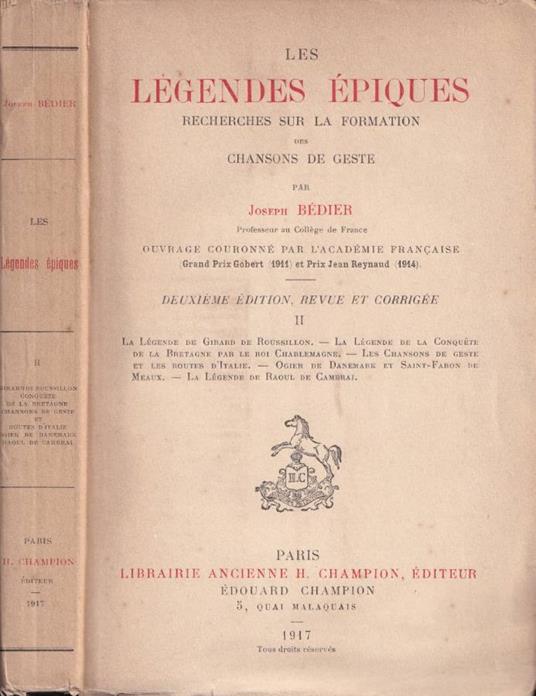 Joseph BÉDIER
LES
Légendes épiques
II
GIRARD DE ROUSSILLON
CONQUÊTE
DE LA BRETAGNE
CHANSONS DE GESTE
ET
ROUTES D'ITALIE
OGIER DE DANEMARK
RAOUL DE CAMBRAI.
PARIS
H. CHAMPION
ÉDITEUR
1917
LES
LÉGENDES ÉPIQUES
RECHERCHES SUR LA FORMATION
DES
CHANSONS DE GESTE
PAR
Joseph BÉDIER
Professeur au Collège de France
OUVRAGE COURONNÉ PAR L'ACADÉMIE FRANÇAISE
(Grand Prix Gobert (1911) et Prix Jean Reynaud (1914).
DEUXIÈME ÉDITION, REVUE ET CORRIGÉE
II
La Légende de Girard de Roussillon. — La Légende de la Conquête
de la Bretagne par le roi Charlemagne. — Les Chansons de geste
et les routes d'Italie. — Ogier de Danemark et Saint-Faron de
Meaux. — La Légende de Raoul de Cambrai.
H.C
PARIS
LIBRAIRIE ANCIENNE H. CHAMPION, ÉDITEUR
ÉDOUARD CHAMPION
5, QUAI MALAQUAIS
1917
Tous droits réservés